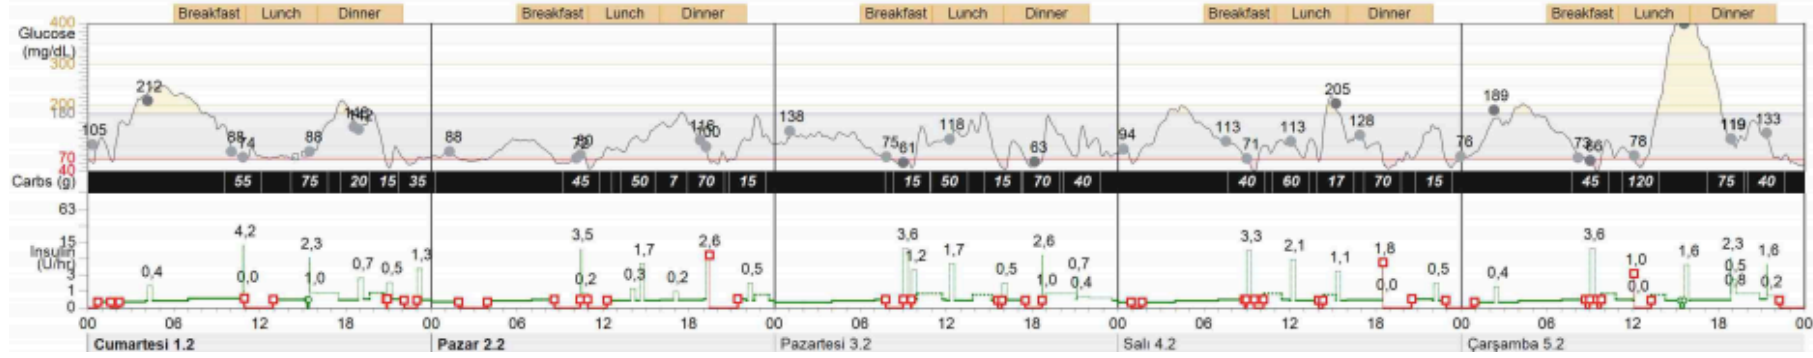 Breakfast Lunch Dinner Breakfast Lunch Dinner Breakfast Lunch Dinner Breakfast Lunch Dinner Breakfast Lunch Dinner
400
Glucose
(mg/dL)
300
200
180
70
40
105 212 88 74 88 146 142 88 72 80 116 100 138 75 61 118 63 94 113 71 113 205 128 76 189 73 66 78 119 133
Carbs (g) 55 75 20 15 35 45 50 7 70 15 15 50 15 70 40 40 60 17 70 15 45 120 75 40
63
15
Insulin
(U/hr)
3
1
0
0,4 4,2 0,0 2,3 1,0 0,7 0,5 1,3 3,5 0,2 0,3 1,7 0,2 2,6 0,5 3,6 1,2 1,7 0,5 2,6 1,0 0,7 0,4 3,3 2,1 1,1 1,8 0,0 0,5 0,4 3,6 1,0 0,0 1,6 2,3 0,5 0,8 1,6 0,2
00 06 12 18 00 06 12 18 00 06 12 18 00 06 12 18 00 06 12 18 00
Cumartesi 1.2 Pazar 2.2 Pazartesi 3.2 Salı 4.2 Çarşamba 5.2